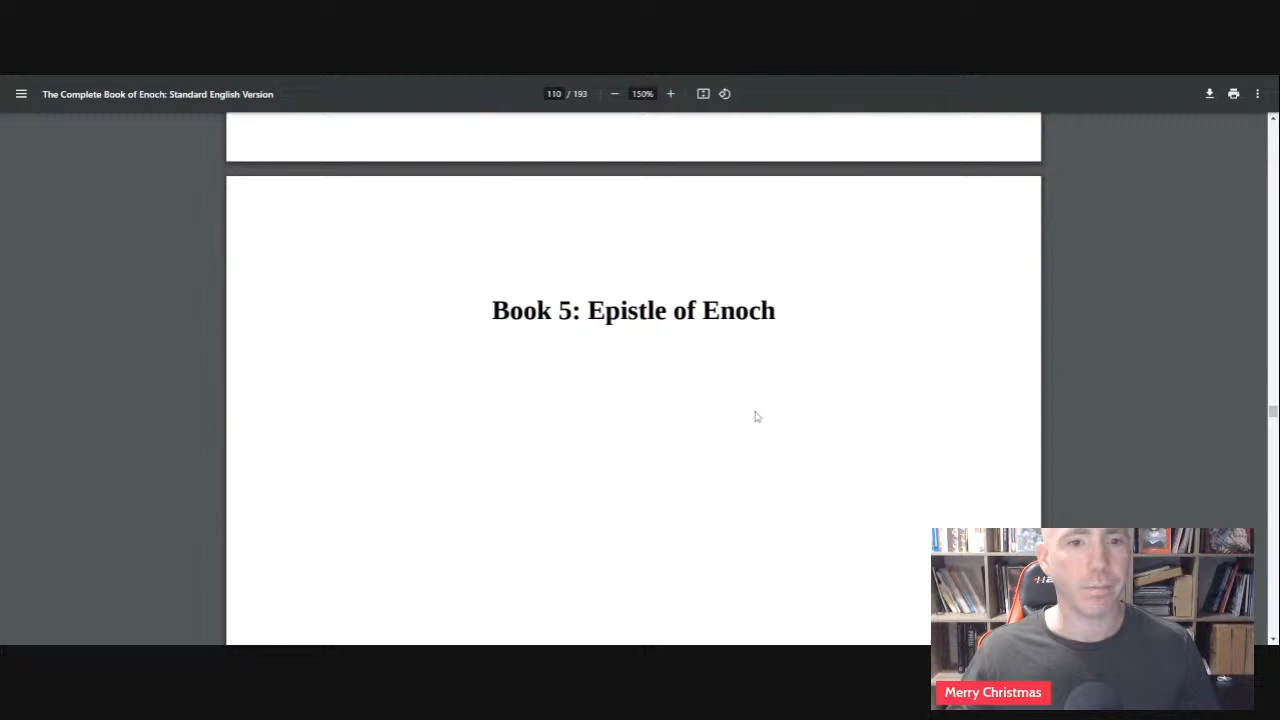 The Complete Book of Enoch: Standard English Version
110 / 193
150%
Book 5: Epistle of Enoch
Merry Christmas